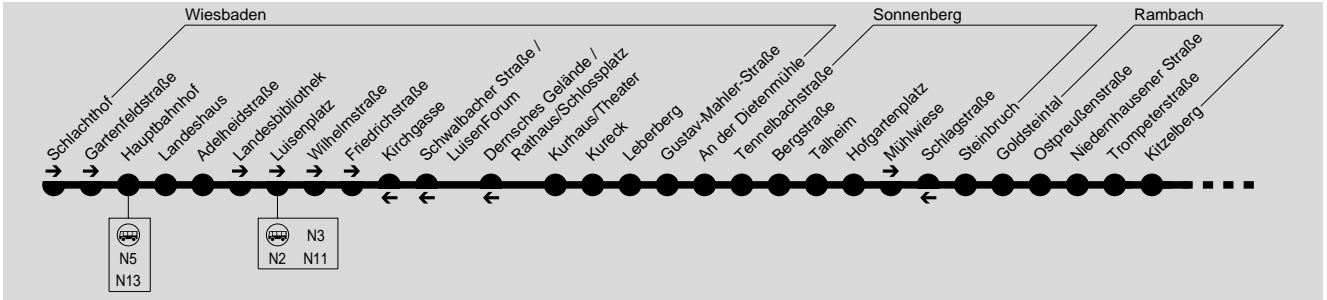 Wiesbaden
Sonnenberg
Rambach
Schlachthof
Gartenfeldstraße
Hauptbahnhof
Landeshaus
Adelheidstraße
Landesbibliothek
Luisenplatz
Wilhelmstraße
Friedrichstraße
Kirchgasse
Schwalbacher Straße /
LuisenForum
Dernsches Gelände /
Rathaus/Schlossplatz
Kurhaus/Theater
Kureck
Leberberg
Gustav-Mahler-Straße
An der Dietenmühle
Tennelbachstraße
Bergstraße
Talheim
Hofgartenplatz
Mühlwiese
Schlagstraße
Steinbruch
Goldsteintal
Ostpreußenstraße
Niedernhausener Straße
Trompeterstraße
Kitzelberg
N5
N13
N3
N2 N11